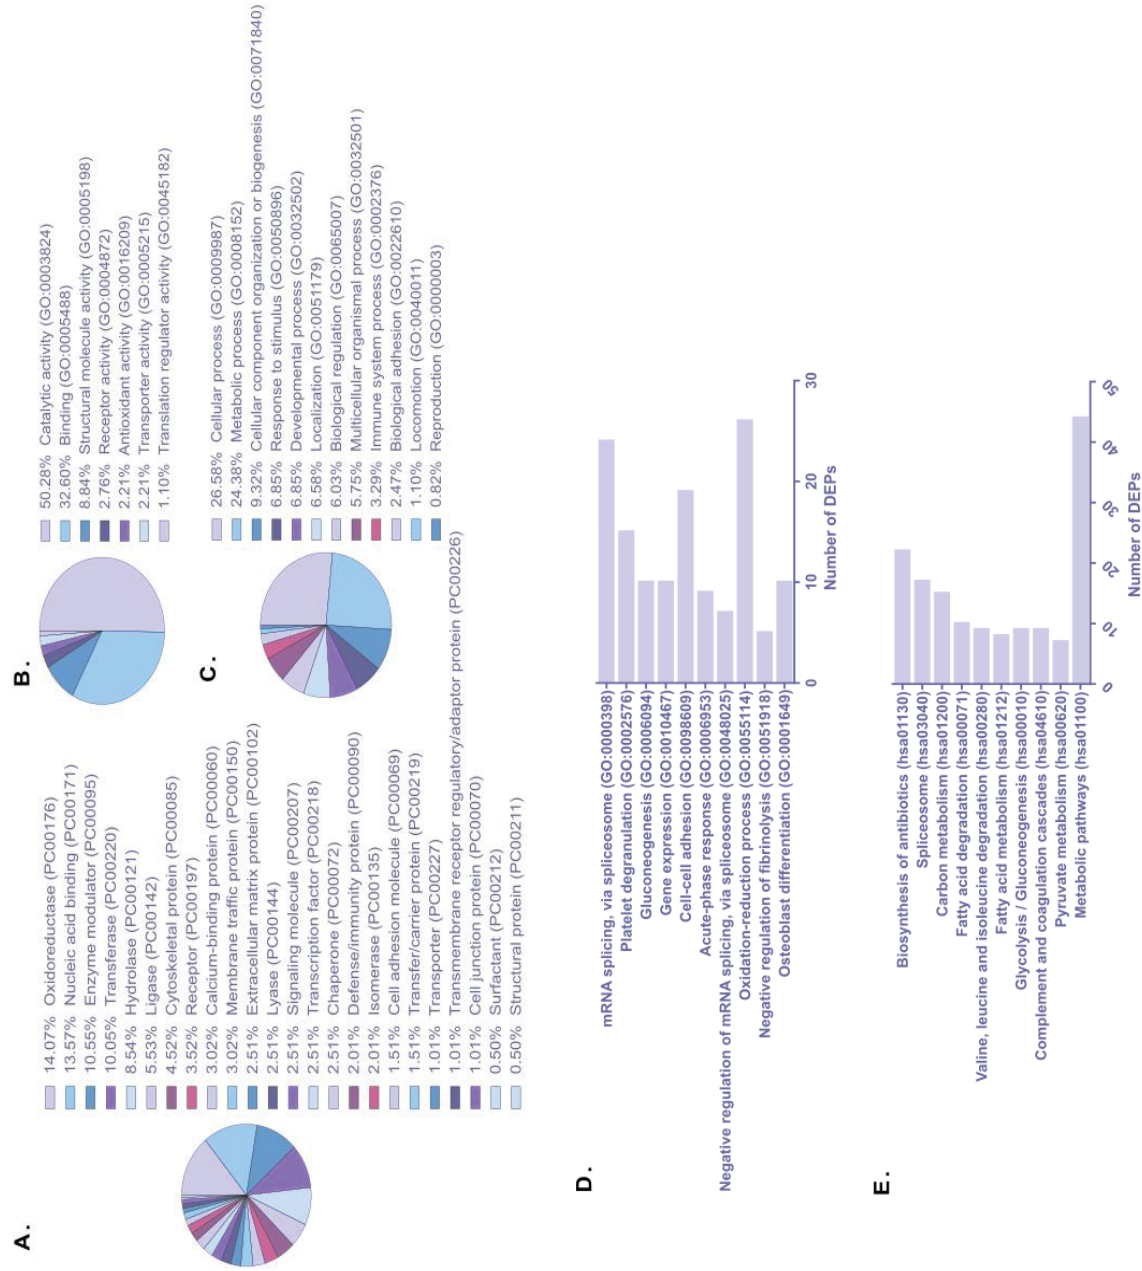 A.
14.07% Oxidoreductase (PC00176)
13.57% Nucleic acid binding (PC00171)
10.55% Enzyme modulator (PC00095)
10.05% Transferase (PC00220)
8.54% Hydrolase (PC00121)
5.53% Ligase (PC00142)
4.52% Cytoskeletal protein (PC00085)
3.52% Receptor (PC00197)
3.02% Calcium-binding protein (PC00060)
3.02% Membrane traffic protein (PC00150)
2.51% Extracellular matrix protein (PC00102)
2.51% Lyase (PC00144)
2.51% Signaling molecule (PC00207)
2.51% Transcription factor (PC00218)
2.51% Chaperone (PC00072)
2.01% Defense/immunity protein (PC00090)
2.01% Isomerase (PC00135)
1.51% Cell adhesion molecule (PC00069)
1.51% Transfer/carrier protein (PC00219)
1.01% Transporter (PC00227)
1.01% Transmembrane receptor regulatory/adaptor protein (PC00226)
1.01% Cell junction protein (PC00070)
0.50% Surfactant (PC00212)
0.50% Structural protein (PC00211)
B.
50.28% Catalytic activity (GO:0003824)
32.60% Binding (GO:0005488)
8.84% Structural molecule activity (GO:0005198)
2.76% Receptor activity (GO:0004872)
2.21% Antioxidant activity (GO:0016209)
2.21% Transporter activity (GO:0005215)
1.10% Translation regulator activity (GO:0045182)
C.
26.58% Cellular process (GO:0009987)
24.38% Metabolic process (GO:0008152)
9.32% Cellular component organization or biogenesis (GO:0071840)
6.85% Response to stimulus (GO:0050896)
6.85% Developmental process (GO:0032502)
6.58% Localization (GO:0051179)
6.03% Biological regulation (GO:0065007)
5.75% Multicellular organismal process (GO:0032501)
3.29% Immune system process (GO:0002376)
2.47% Biological adhesion (GO:0022610)
1.10% Locomotion (GO:0040011)
0.82% Reproduction (GO:0000003)
D.
mRNA splicing, via spliceosome (GO:0000398)
Platelet degranulation (GO:0002576)
Gluconeogenesis (GO:0006094)
Gene expression (GO:0010467)
Cell-cell adhesion (GO:0098609)
Acute-phase response (GO:0006953)
Negative regulation of mRNA splicing, via spliceosome (GO:0048025)
Oxidation-reduction process (GO:0055114)
Negative regulation of fibrinolysis (GO:0051918)
Osteoblast differentiation (GO:0001649)
0 10 20 30
Number of DEPs
E.
Biosynthesis of antibiotics (hsa01130)
Spliceosome (hsa03040)
Carbon metabolism (hsa01200)
Fatty acid degradation (hsa00071)
Valine, leucine and isoleucine degradation (hsa00280)
Fatty acid metabolism (hsa01212)
Glycolysis / Gluconeogenesis (hsa00010)
Complement and coagulation cascades (hsa04610)
Pyruvate metabolism (hsa00620)
Metabolic pathways (hsa01100)
0 10 20 30 40 50
Number of DEPs